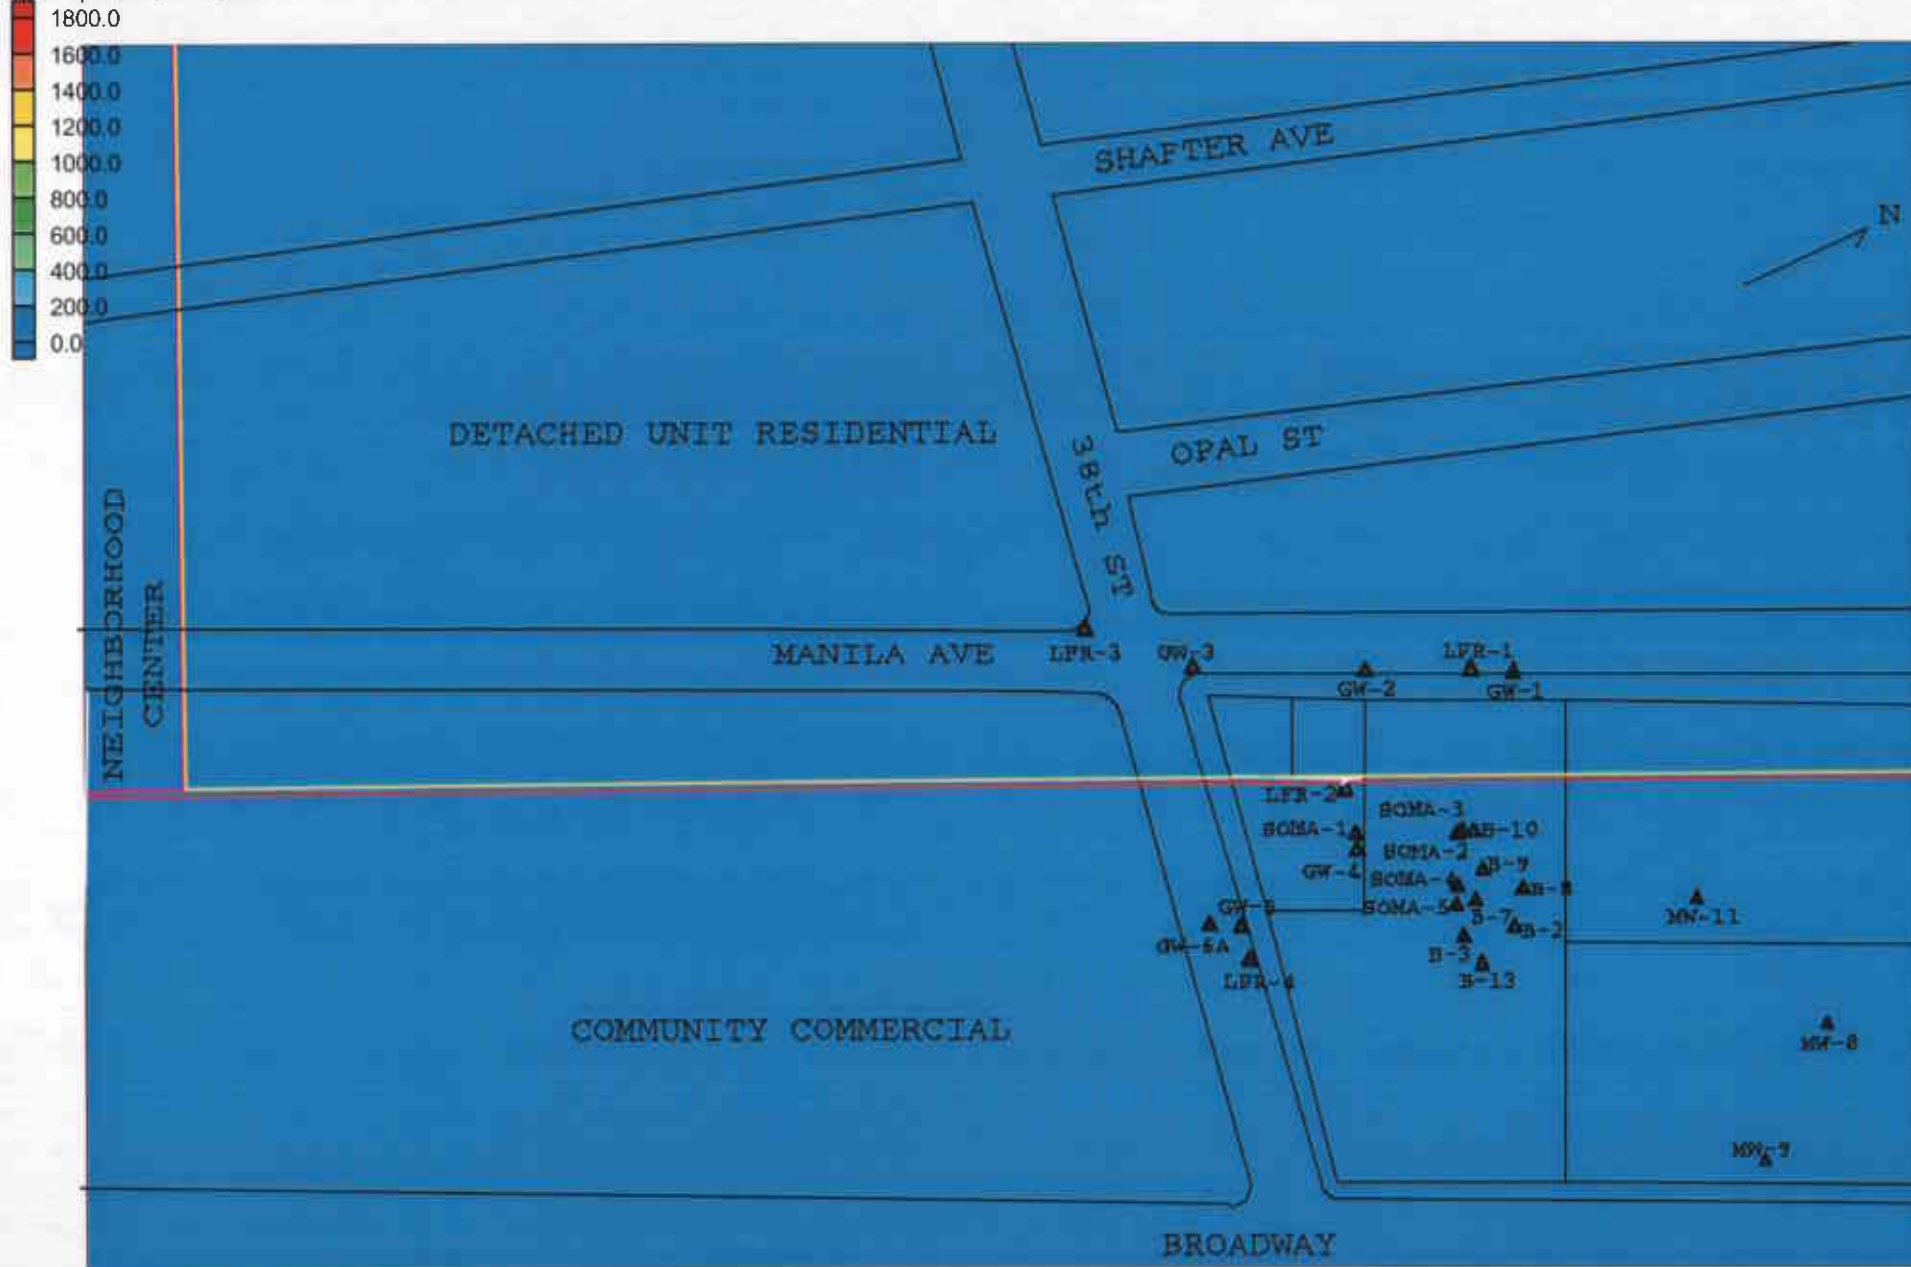 1800.0
1600.0
1400.0
1200.0
1000.0
800.0
600.0
400.0
200.0
0.0
SHAFTER AVE
N
DETACHED UNIT RESIDENTIAL
OPAL ST
38th ST
NEIGHBORHOOD
CENTER
MANILA AVE
LFR-3
GW-3
LFR-1
GW-2
GW-1
LFR-2
SOMA-3
SOMA-1
B-10
SOMA-2
GW-4
B-9
SOMA-4
B-8
SOMA-5
GW-5
B-7
B-2
MW-11
GW-5A
B-3
LFR-4
B-13
COMMUNITY COMMERCIAL
MW-8
MW-9
BROADWAY